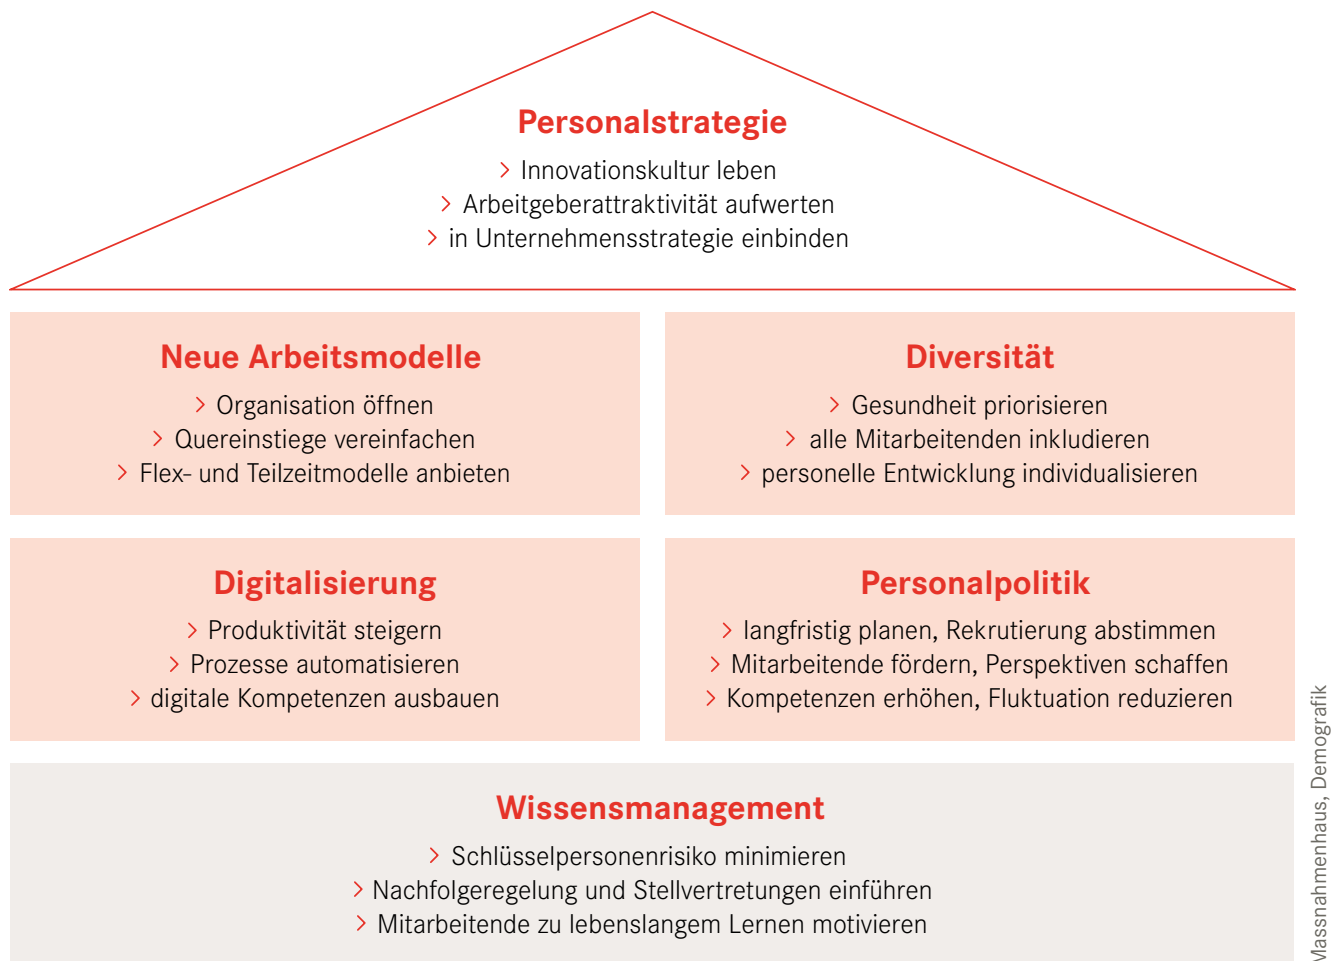 Personalstrategie
> Innovationskultur leben
> Arbeitgeberattraktivität aufwerten
> in Unternehmensstrategie einbinden
Neue Arbeitsmodelle
> Organisation öffnen
> Quereinstiege vereinfachen
> Flex- und Teilzeitmodelle anbieten
Diversität
> Gesundheit priorisieren
> alle Mitarbeitenden inkludieren
> personelle Entwicklung individualisieren
Digitalisierung
> Produktivität steigern
> Prozesse automatisieren
> digitale Kompetenzen ausbauen
Personalpolitik
> langfristig planen, Rekrutierung abstimmen
> Mitarbeitende fördern, Perspektiven schaffen
> Kompetenzen erhöhen, Fluktuation reduzieren
Wissensmanagement
> Schlüsselpersonenrisiko minimieren
> Nachfolgeregelung und Stellvertretungen einführen
> Mitarbeitende zu lebenslangem Lernen motivieren
Massnahmenhaus, Demografik